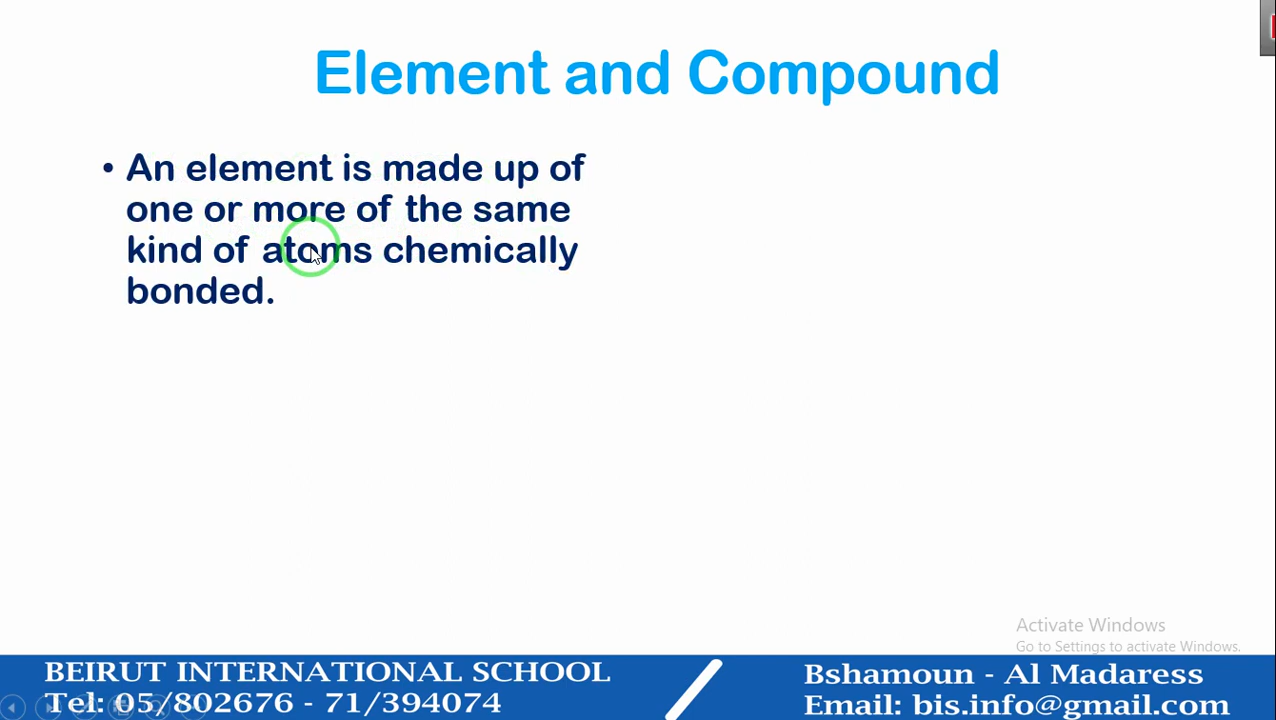 Element and Compound
• An element is made up of
one or more of the same
kind of atoms chemically
bonded.
Activate Windows
Go to Settings to activate Windows.
BEIRUT INTERNATIONAL SCHOOL
Tel: 05/802676 - 71/394074
Bshamoun - Al Madaress
Email: bis.info@gmail.com